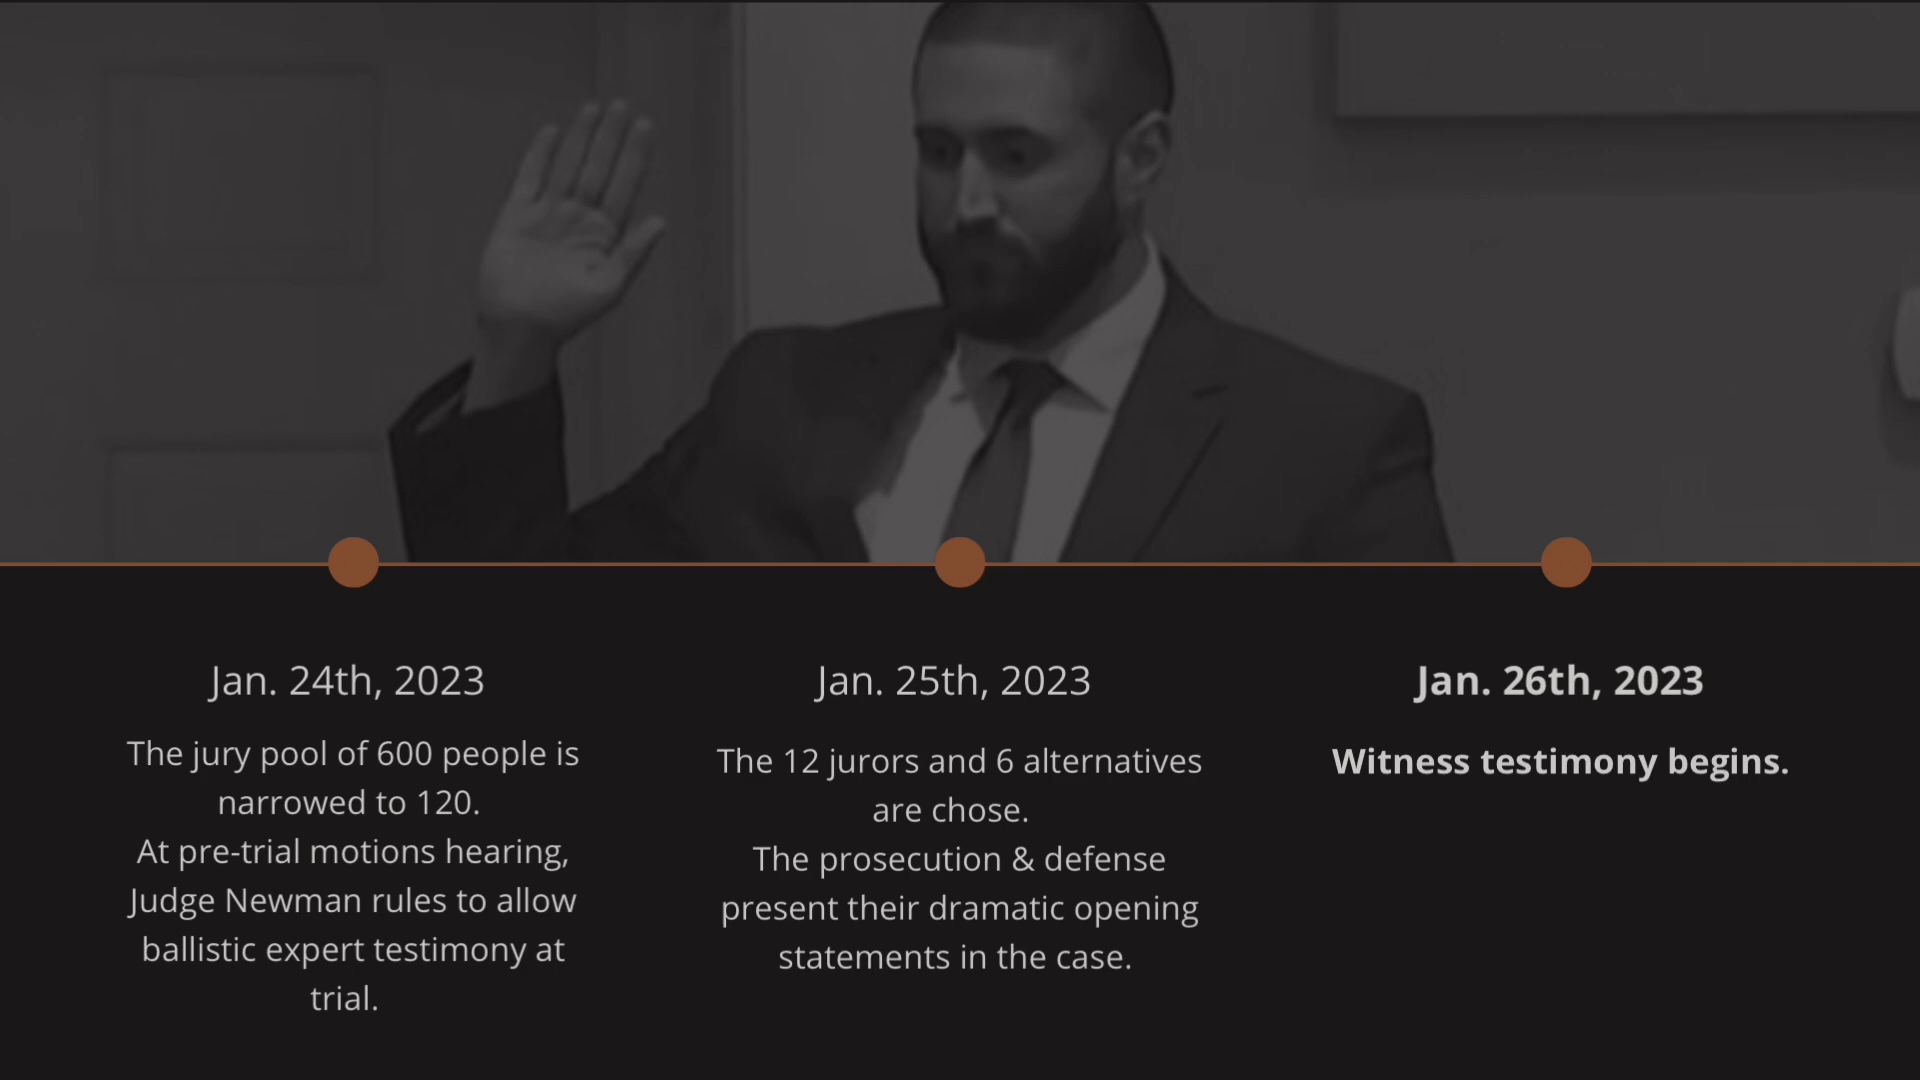 Jan. 24th, 2023
The jury pool of 600 people is
narrowed to 120.
At pre-trial motions hearing,
Judge Newman rules to allow
ballistic expert testimony at
trial.
Jan. 25th, 2023
The 12 jurors and 6 alternatives
are chose.
The prosecution & defense
present their dramatic opening
statements in the case.
Jan. 26th, 2023
Witness testimony begins.